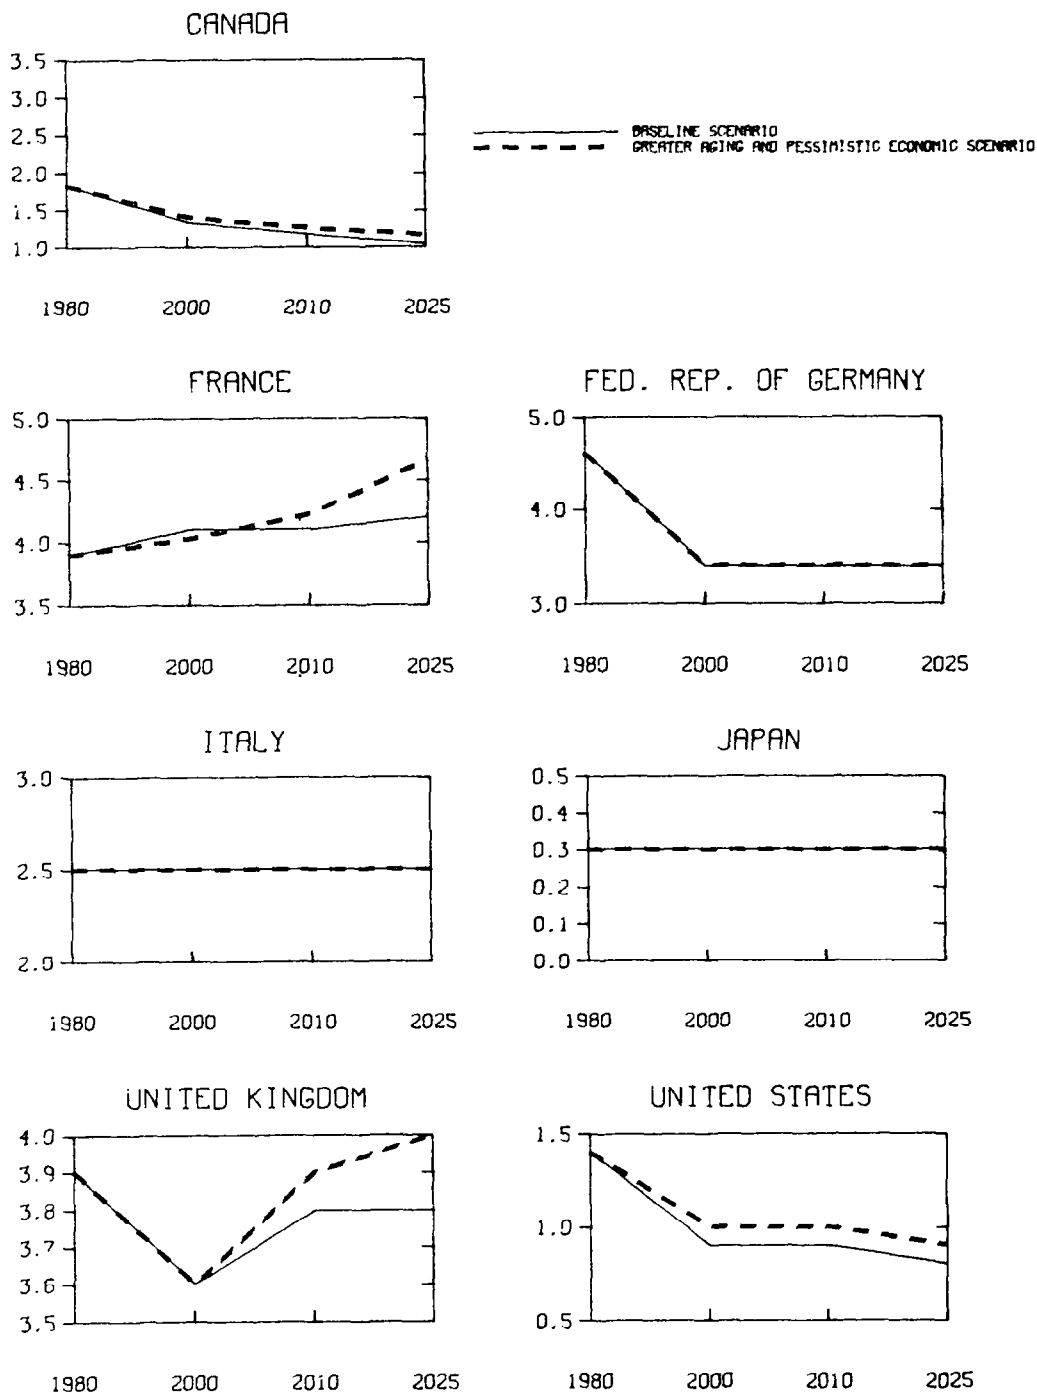 CANADA
3.5
3.0
2.5
2.0
1.5
1.0
1980 2000 2010 2025
BASELINE SCENARIO
GREATER AGING AND PESSIMISTIC ECONOMIC SCENARIO
FRANCE
5.0
4.5
4.0
3.5
1980 2000 2010 2025
FED. REP. OF GERMANY
5.0
4.0
3.0
1980 2000 2010 2025
ITALY
3.0
2.5
2.0
1980 2000 2010 2025
JAPAN
0.5
0.4
0.3
0.2
0.1
0.0
1980 2000 2010 2025
UNITED KINGDOM
4.0
3.9
3.8
3.7
3.6
3.5
1980 2000 2010 2025
UNITED STATES
1.5
1.0
0.5
1980 2000 2010 2025